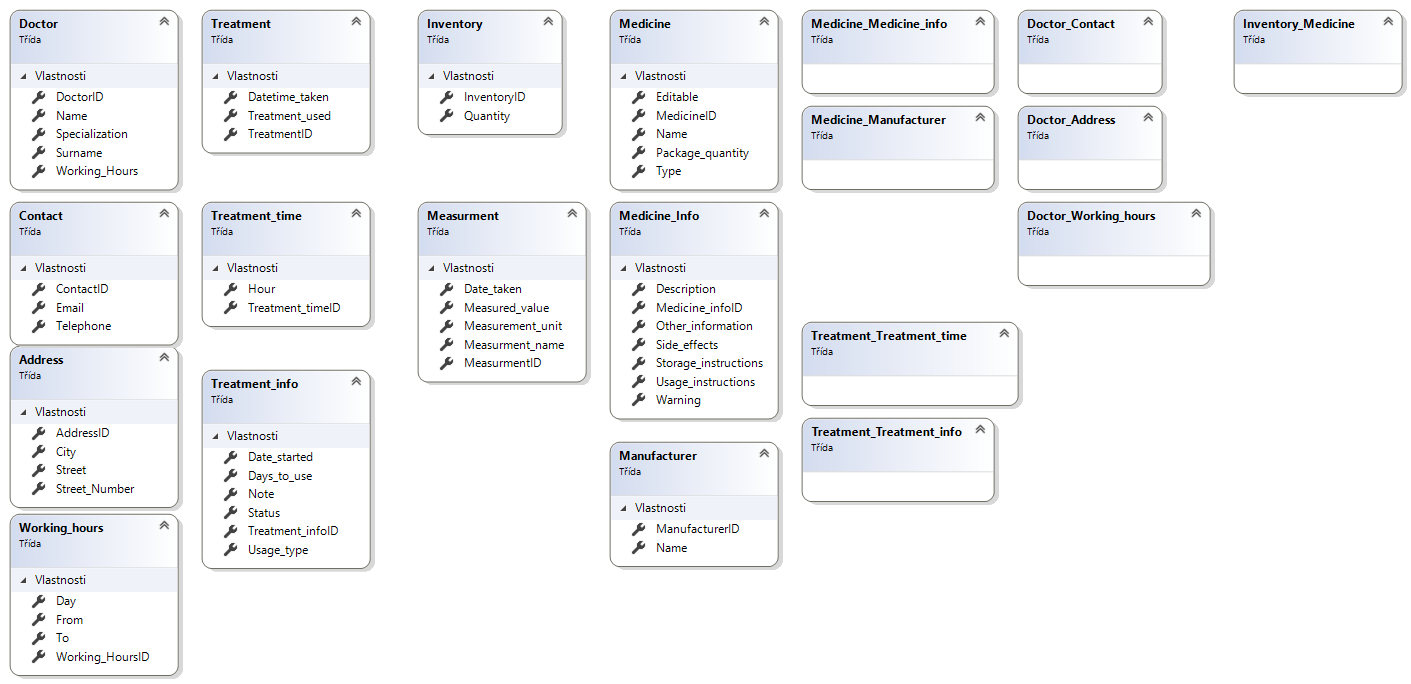 Doctor
Třída
Vlastnosti
DoctorID
Name
Specialization
Surname
Working_Hours
Contact
Třída
Vlastnosti
ContactID
Email
Telephone
Address
Třída
Vlastnosti
AddressID
City
Street
Street_Number
Working_hours
Třída
Vlastnosti
Day
From
To
Working_HoursID
Treatment
Třída
Vlastnosti
Datetime_taken
Treatment_used
TreatmentID
Treatment_time
Třída
Vlastnosti
Hour
Treatment_timeID
Treatment_info
Třída
Vlastnosti
Date_started
Days_to_use
Note
Status
Treatment_infoID
Usage_type
Inventory
Třída
Vlastnosti
InventoryID
Quantity
Measurment
Třída
Vlastnosti
Date_taken
Measured_value
Measurement_unit
Measurment_name
MeasurmentID
Medicine
Třída
Vlastnosti
Editable
MedicineID
Name
Package_quantity
Type
Medicine_Info
Třída
Vlastnosti
Description
Medicine_infoID
Other_information
Side_effects
Storage_instructions
Usage_instructions
Warning
Manufacturer
Třída
Vlastnosti
ManufacturerID
Name
Medicine_Medicine_info
Třída
Medicine_Manufacturer
Třída
Treatment_Treatment_time
Třída
Treatment_Treatment_info
Třída
Doctor_Contact
Třída
Doctor_Address
Třída
Doctor_Working_hours
Třída
Inventory_Medicine
Třída